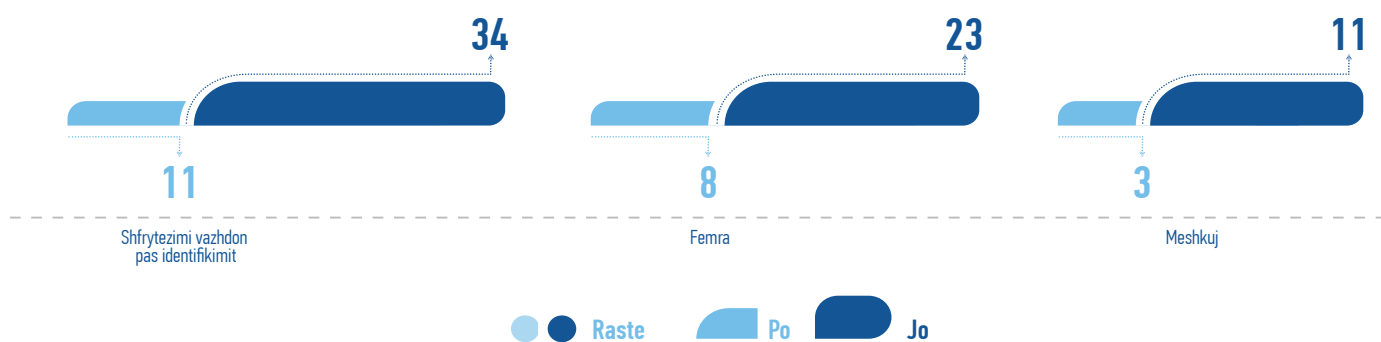 34
23
11
11
8
3
Shfrytezimi vazhdon
pas identifikimit
Femra
Meshkuj
Raste
Po
Jo